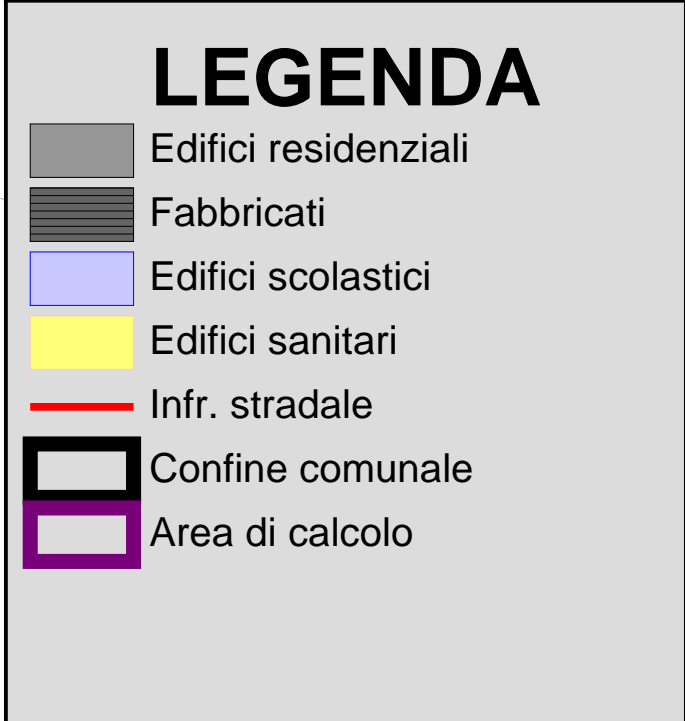 LEGENDA
Edifici residenziali
Fabbricati
Edifici scolastici
Edifici sanitari
Infr. stradale
Confine comunale
Area di calcolo